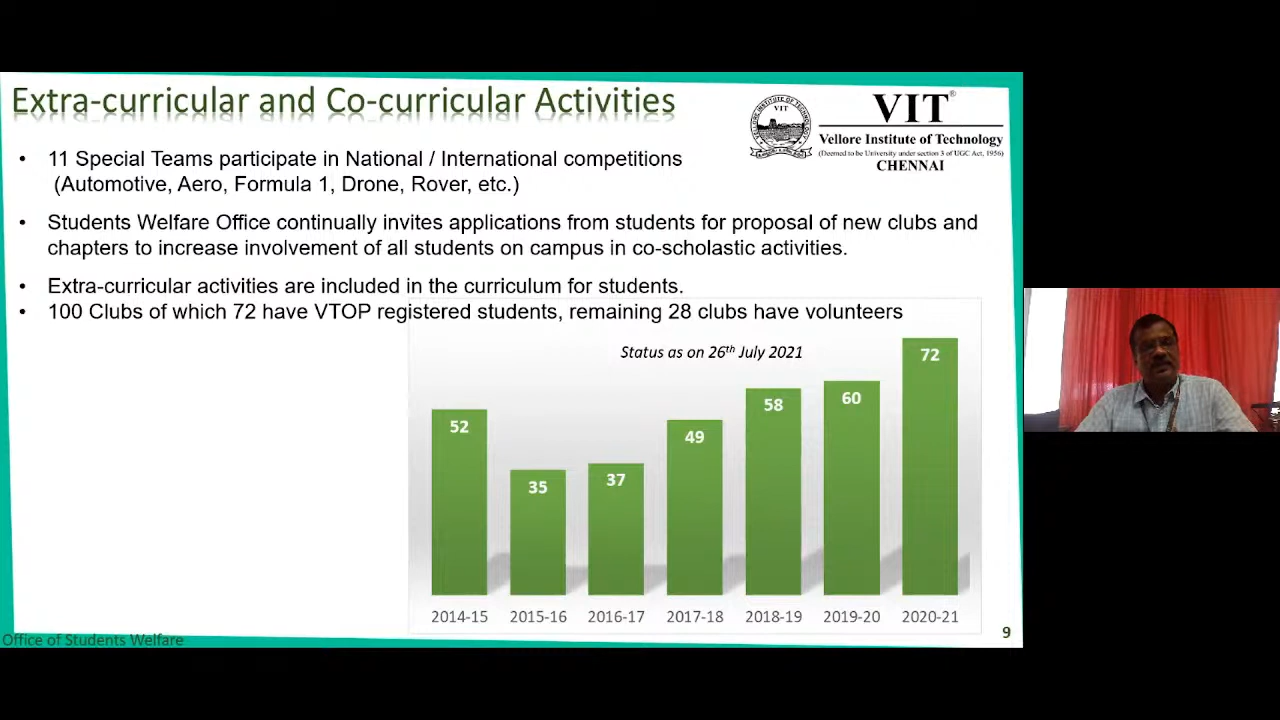 Extra-curricular and Co-curricular Activities
VIT
VIT®
Vellore Institute of Technology
(Deemed to be University under section 3 of UGC Act, 1956)
CHENNAI
• 11 Special Teams participate in National / International competitions
(Automotive, Aero, Formula 1, Drone, Rover, etc.)
• Students Welfare Office continually invites applications from students for proposal of new clubs and
chapters to increase involvement of all students on campus in co-scholastic activities.
• Extra-curricular activities are included in the curriculum for students.
• 100 Clubs of which 72 have VTOP registered students, remaining 28 clubs have volunteers
Status as on 26th July 2021
52
35
37
49
58
60
72
2014-15
2015-16
2016-17
2017-18
2018-19
2019-20
2020-21
9
Office of Students Welfare